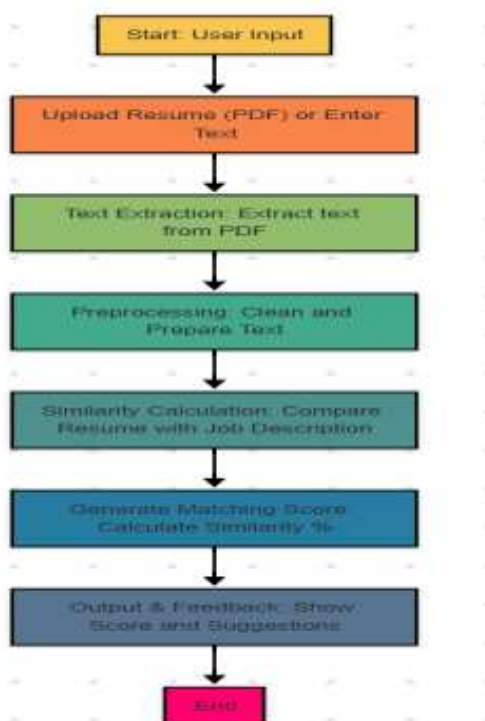 Start: User Input
Upload Resume (PDF) or Enter
Text
Text Extraction: Extract text
from PDF
Preprocessing: Clean and
Prepare Text
Similarity Calculation: Compare
Resume with Job Description
Generate Matching Score:
Calculate Similarity %
Output & Feedback: Show
Score and Suggestions
End